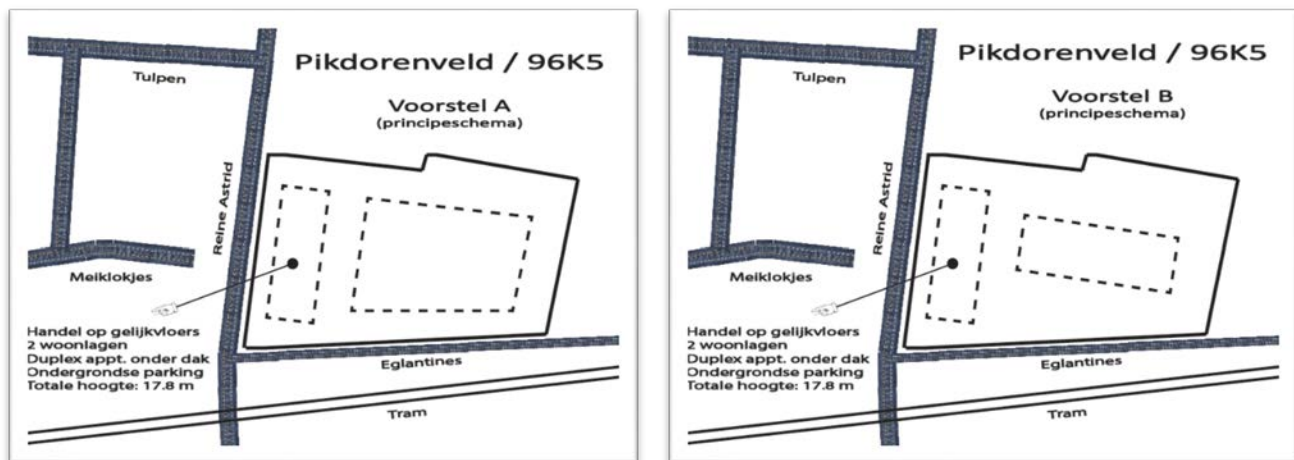 Pikdorenveld / 96K5
Tulpen
Voorstel A
(principeschema)
Reine Astrid
Meiklokjes
Handel op gelijkvloers
2 woonlagen
Duplex appt. onder dak
Ondergrondse parking
Totale hoogte: 17.8 m
Eglantines
Tram
Pikdorenveld / 96K5
Tulpen
Voorstel B
(principeschema)
Reine Astrid
Meiklokjes
Handel op gelijkvloers
2 woonlagen
Duplex appt. onder dak
Ondergrondse parking
Totale hoogte: 17.8 m
Eglantines
Tram